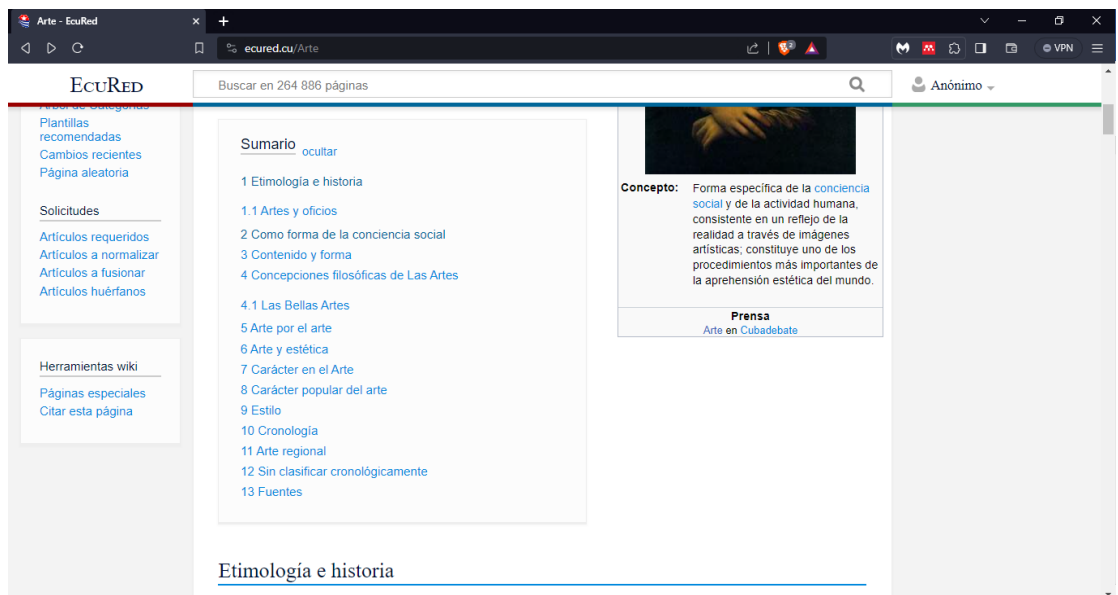 Arte - EcuRed
ecured.cu/Arte
VPN
EcuRed
Buscar en 264 886 páginas
Anónimo
Árbol de Categorías
Plantillas
recomendadas
Cambios recientes
Página aleatoria
Solicitudes
Artículos requeridos
Artículos a normalizar
Artículos a fusionar
Artículos huérfanos
Herramientas wiki
Páginas especiales
Citar esta página
Sumario ocultar
1 Etimología e historia
1.1 Artes y oficios
2 Como forma de la conciencia social
3 Contenido y forma
4 Concepciones filosóficas de Las Artes
4.1 Las Bellas Artes
5 Arte por el arte
6 Arte y estética
7 Carácter en el Arte
8 Carácter popular del arte
9 Estilo
10 Cronología
11 Arte regional
12 Sin clasificar cronológicamente
13 Fuentes
Concepto: Forma específica de la conciencia
social y de la actividad humana,
consistente en un reflejo de la
realidad a través de imágenes
artísticas; constituye uno de los
procedimientos más importantes de
la aprehensión estética del mundo.
Prensa
Arte en Cubadebate
Etimología e historia